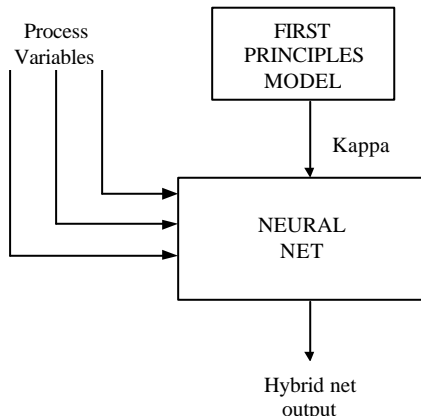 Process
Variables
FIRST
PRINCIPLES
MODEL
Kappa
NEURAL
NET
Hybrid net
output